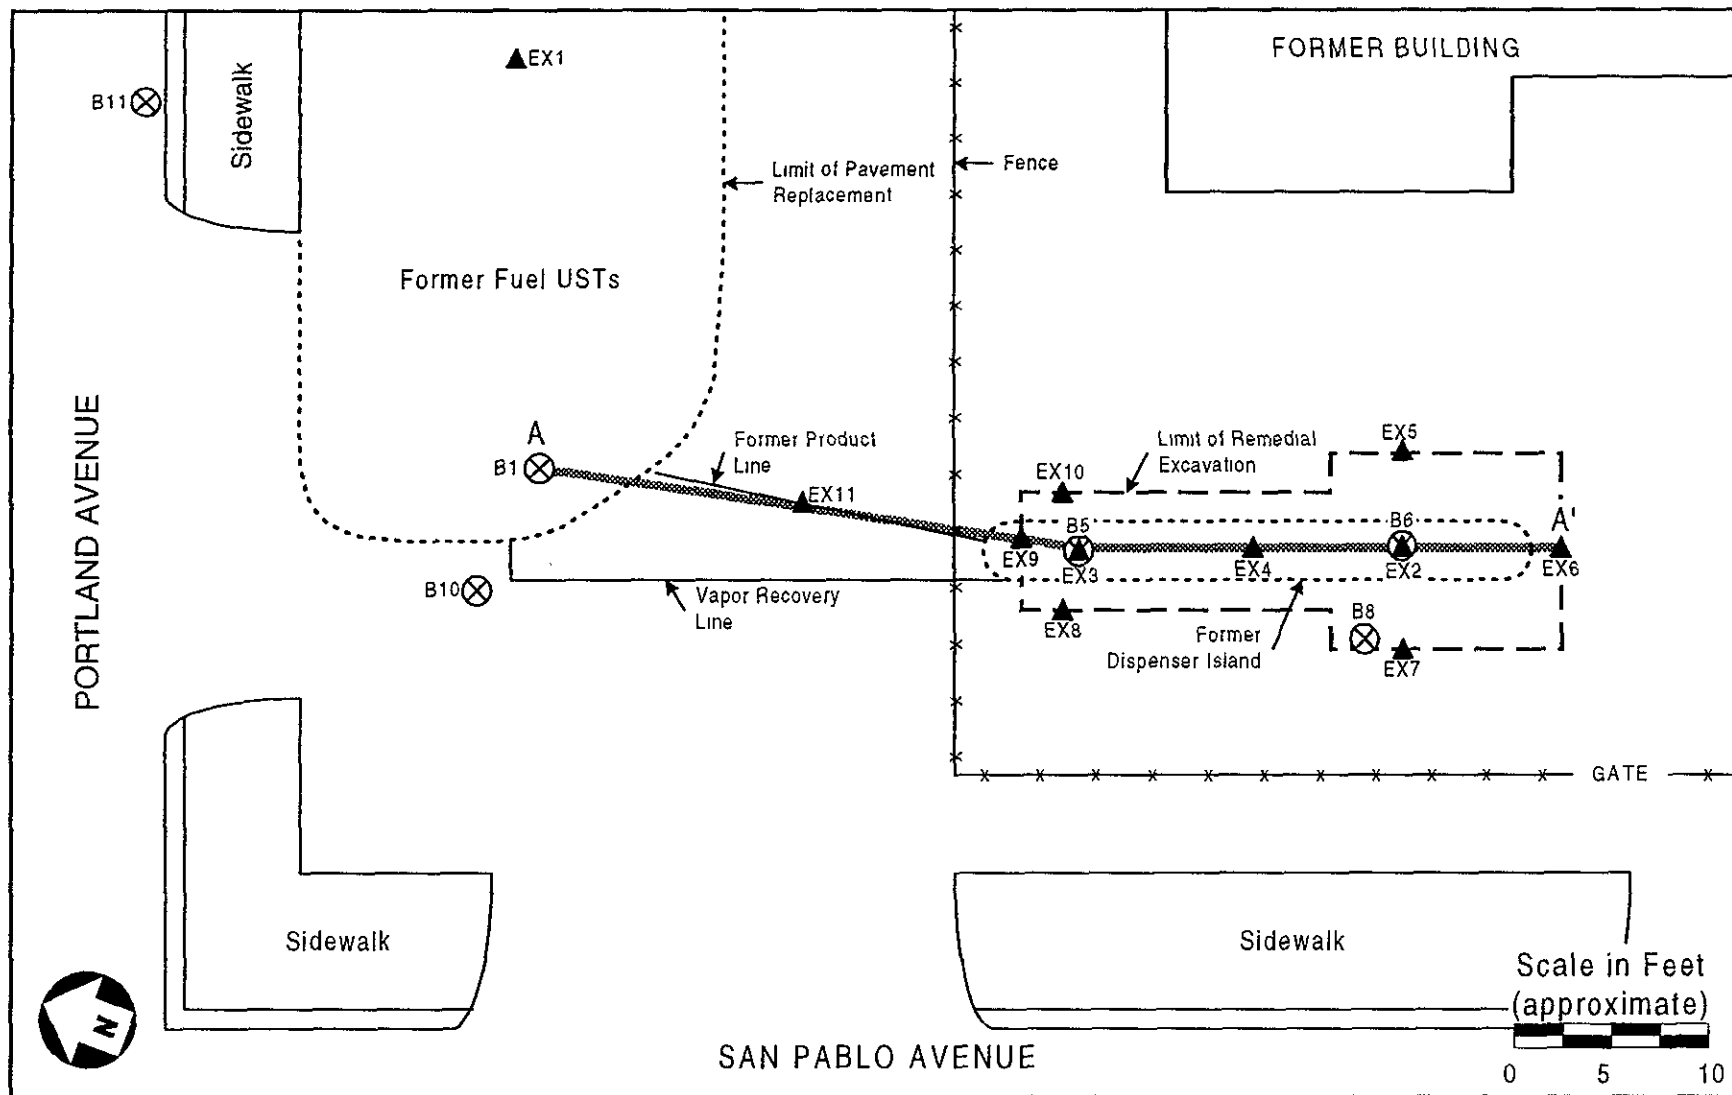 EX1
FORMER BUILDING
B11
Sidewalk
Limit of Pavement
Replacement
Fence
Former Fuel USTs
PORTLAND AVENUE
A
B1
Former Product
Line
EX11
Limit of Remedial
Excavation
EX5
EX10
B5
B6
A'
EX9
EX3
EX4
EX2
EX6
B10
Vapor Recovery
Line
EX8
Former
Dispenser Island
B8
EX7
GATE
Sidewalk
Sidewalk
Scale in Feet
(approximate)
N
SAN PABLO AVENUE
0 5 10